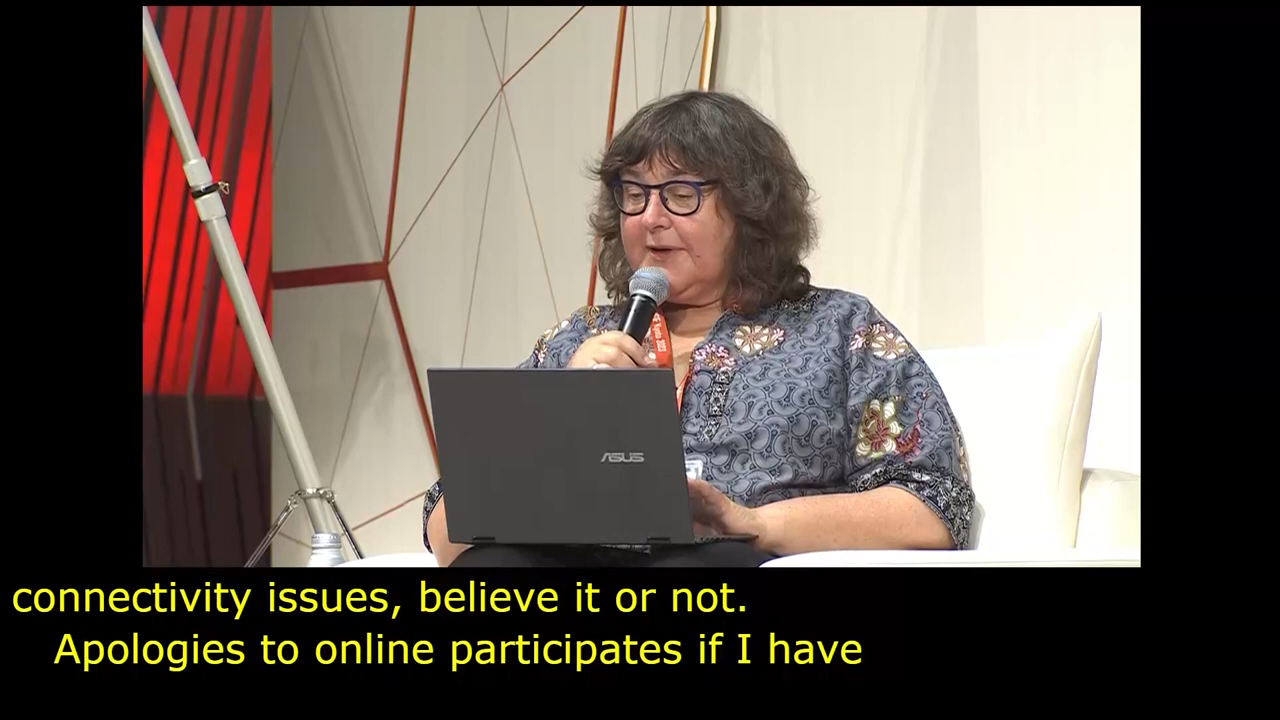 ASUS
connectivity issues, believe it or not.
Apologies to online participates if I have